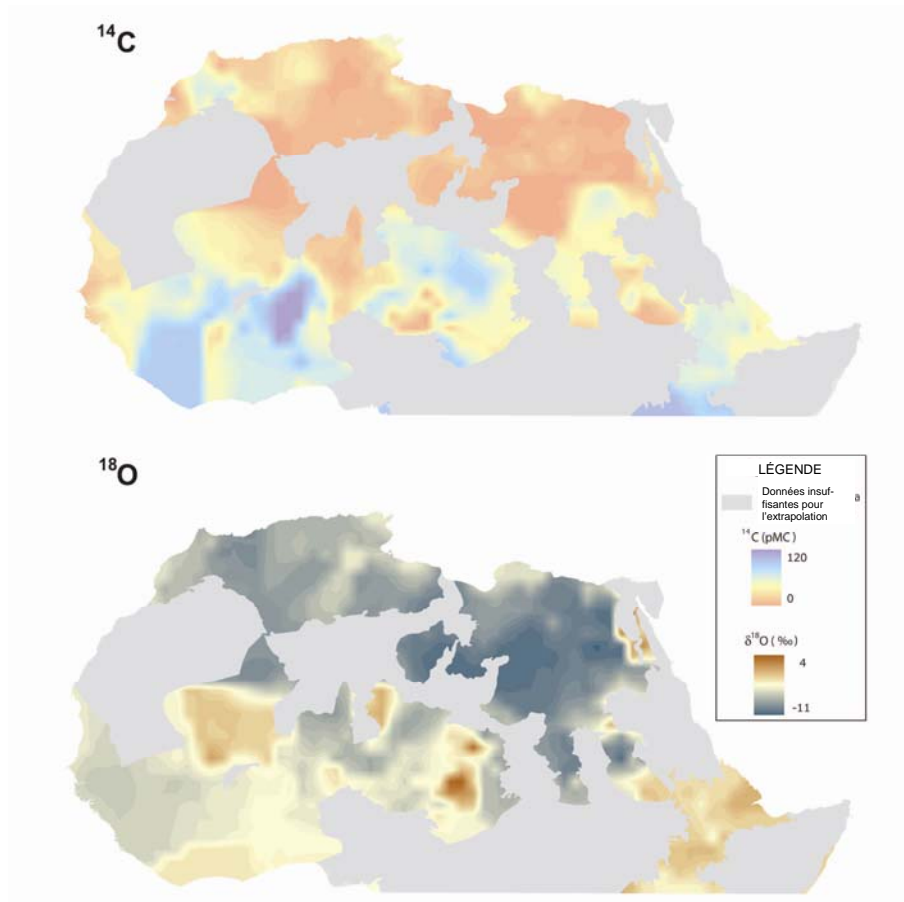 ¹⁴C
¹⁸O
LÉGENDE
Données insuf-
fisantes pour
l'extrapolation
a
¹⁴C (pMC)
120
0
δ¹⁸O ( ‰)
4
-11